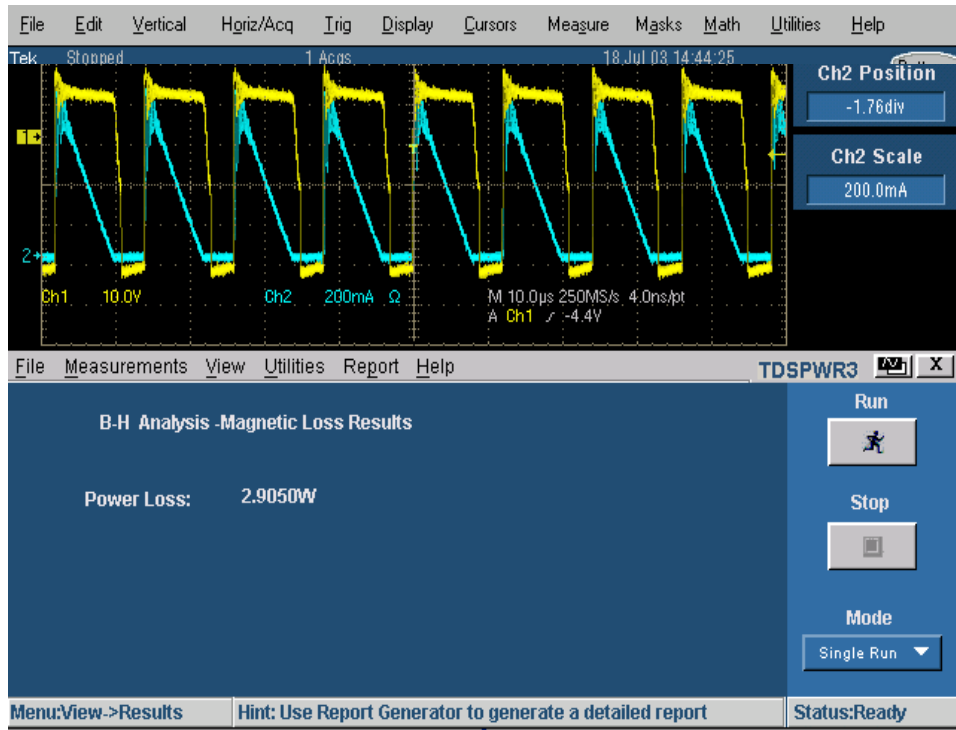 File Edit Vertical Horiz/Acq Trig Display Cursors Measure Masks Math Utilities Help
Tek Stopped 1 Acqs 18 Jul 03 14:44:25
Ch2 Position
-1.76div
1
Ch2 Scale
200.0mA
2
Ch1 10.0V Ch2 200mA Ω M 10.0µs 250MS/s 4.0ns/pt
A Ch1 -4.4V
File Measurements View Utilities Report Help TDSPWR3 X
Run
B-H Analysis -Magnetic Loss Results
Power Loss: 2.9050W
Stop
Mode
Single Run
Menu:View->Results Hint: Use Report Generator to generate a detailed report Status:Ready